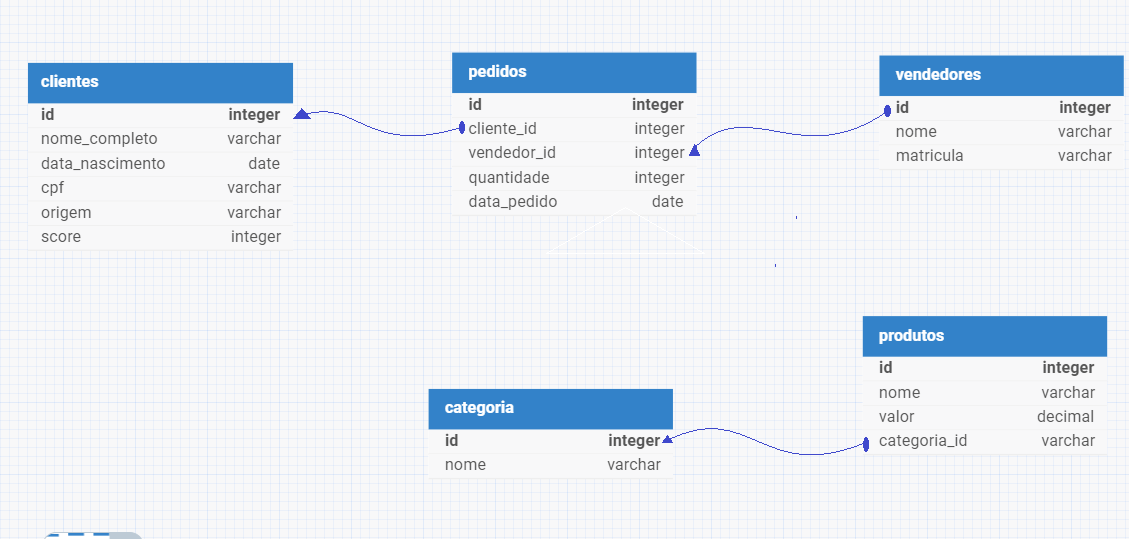 clientes
id integer
nome_completo varchar
data_nascimento date
cpf varchar
origem varchar
score integer
pedidos
id integer
cliente_id integer
vendedor_id integer
quantidade integer
data_pedido date
vendedores
id integer
nome varchar
matricula varchar
categoria
id integer
nome varchar
produtos
id integer
nome varchar
valor decimal
categoria_id varchar